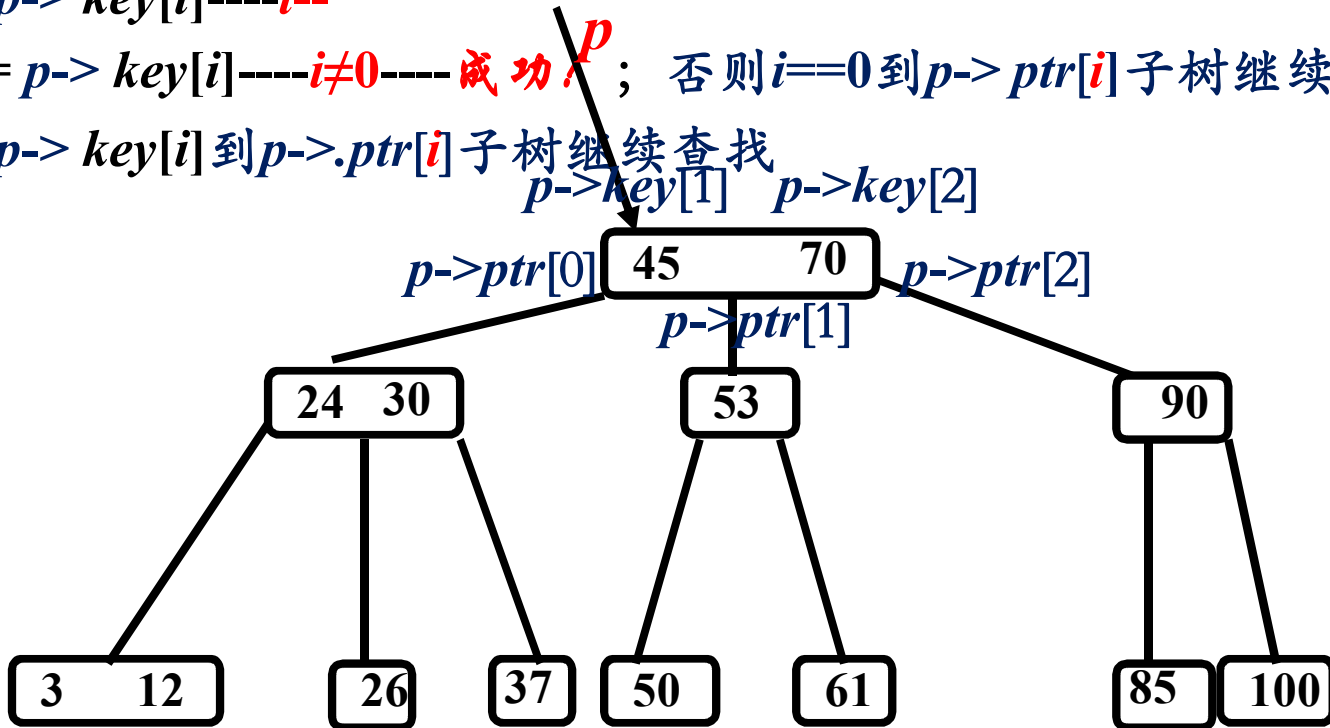 p-> key[i]----i--
= p-> key[i]----i≠0----成功！; 否则i==0到p-> ptr[i]子树继续
p-> key[i]到p->.ptr[i]子树继续查找
p
p->key[1] p->key[2]
p->ptr[0] 45 70 p->ptr[2]
p->ptr[1]
24 30 53 90
3 12 26 37 50 61 85 100